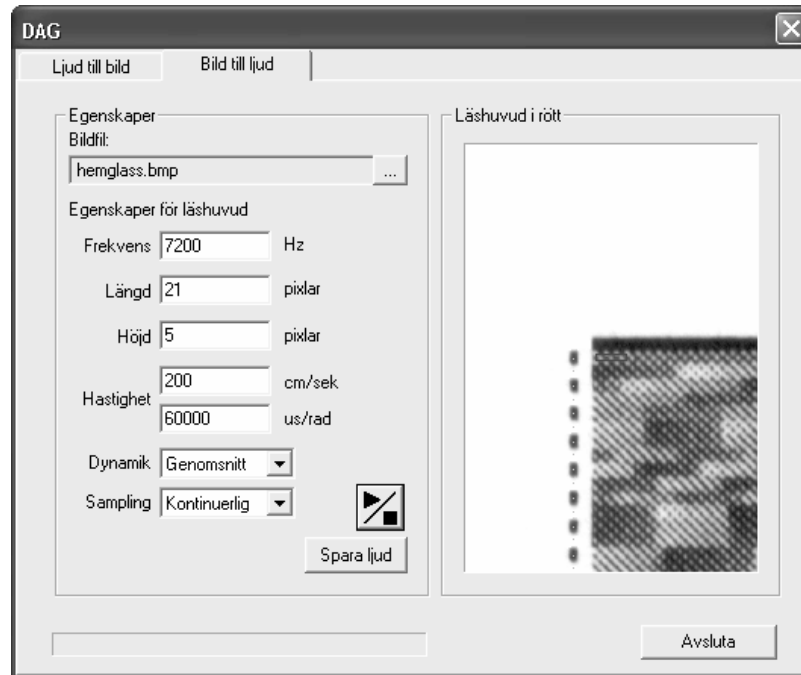 DAG
Ljud till bild
Bild till ljud
Egenskaper
Bildfil:
hemglass.bmp
...
Egenskaper för läshuvud
Frekvens 7200 Hz
Längd 21 pixlar
Höjd 5 pixlar
Hastighet
200 cm/sek
60000 us/rad
Dynamik Genomsnitt
Sampling Kontinuerlig
Spara ljud
Läshuvud i rött
Avsluta